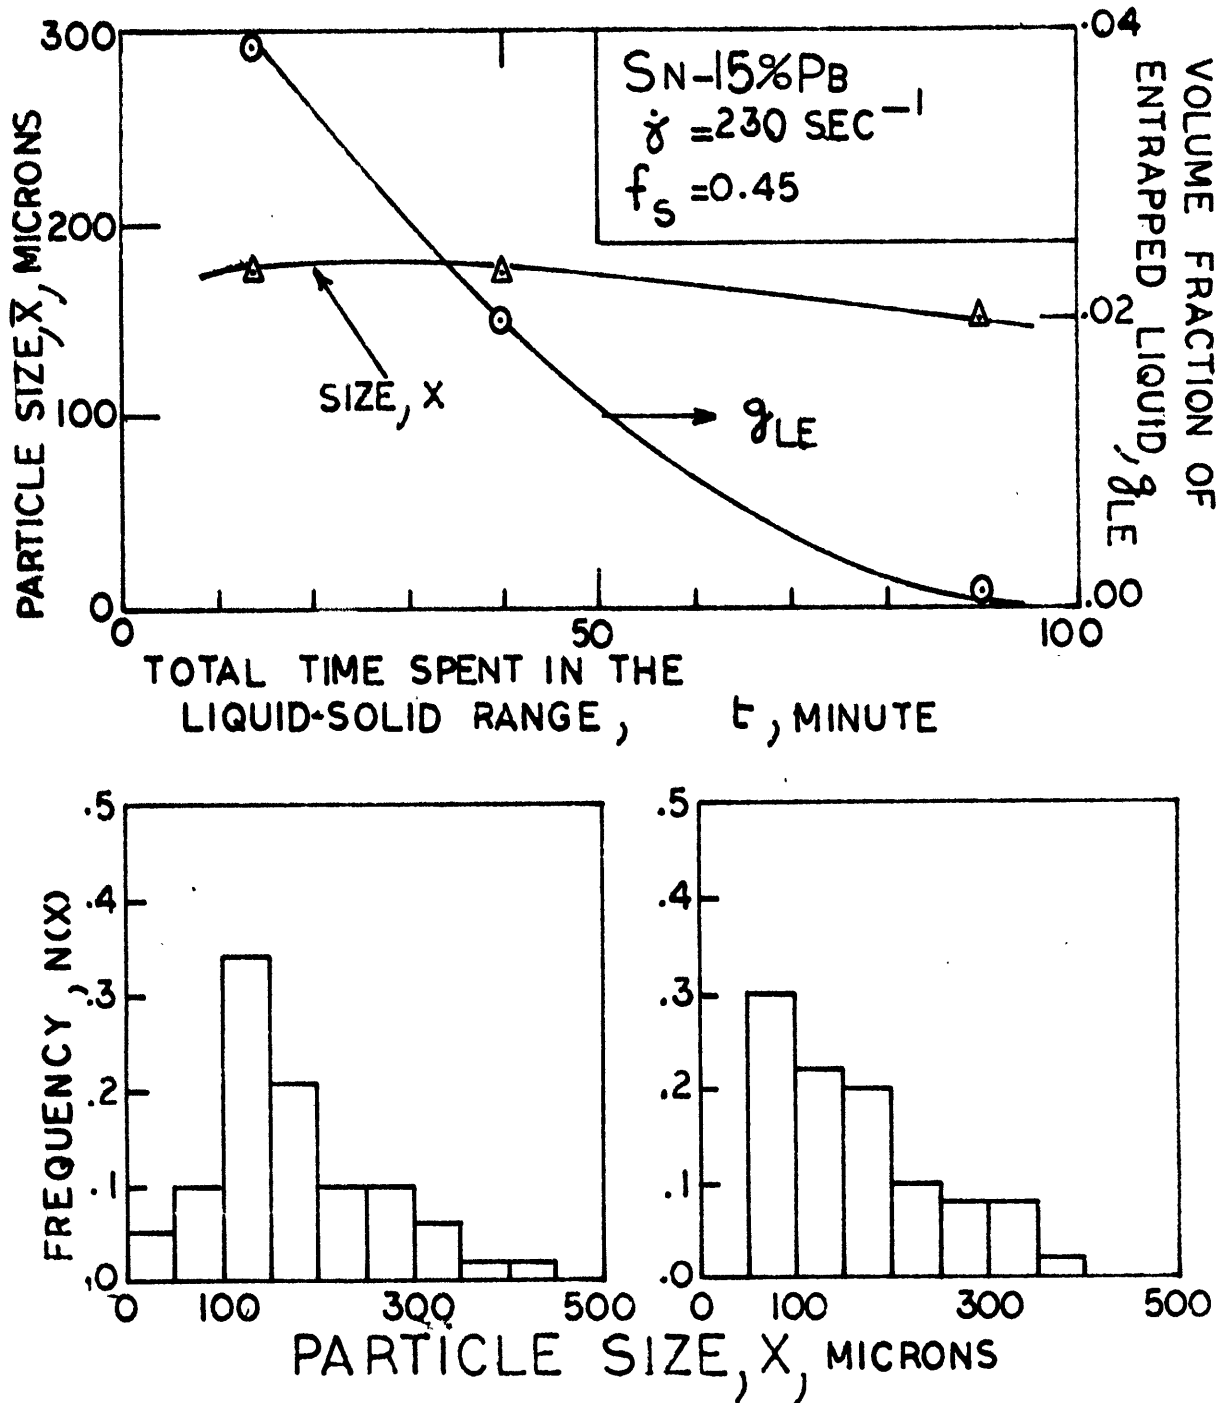 300
200
100
0
PARTICLE SIZE, X̅, MICRONS
SN-15%PB
γ̇ =230 SEC⁻¹
fS =0.45
SIZE, X
gLE
.04
.02
.00
VOLUME FRACTION OF
ENTRAPPED LIQUID, gLE
0 50 100
TOTAL TIME SPENT IN THE
LIQUID-SOLID RANGE, t, MINUTE
.5
.4
.3
.2
.1
.0
FREQUENCY, N(X)
0 100 300 500
.5
.4
.3
.2
.1
.0
0 100 300 500
PARTICLE SIZE, X, MICRONS